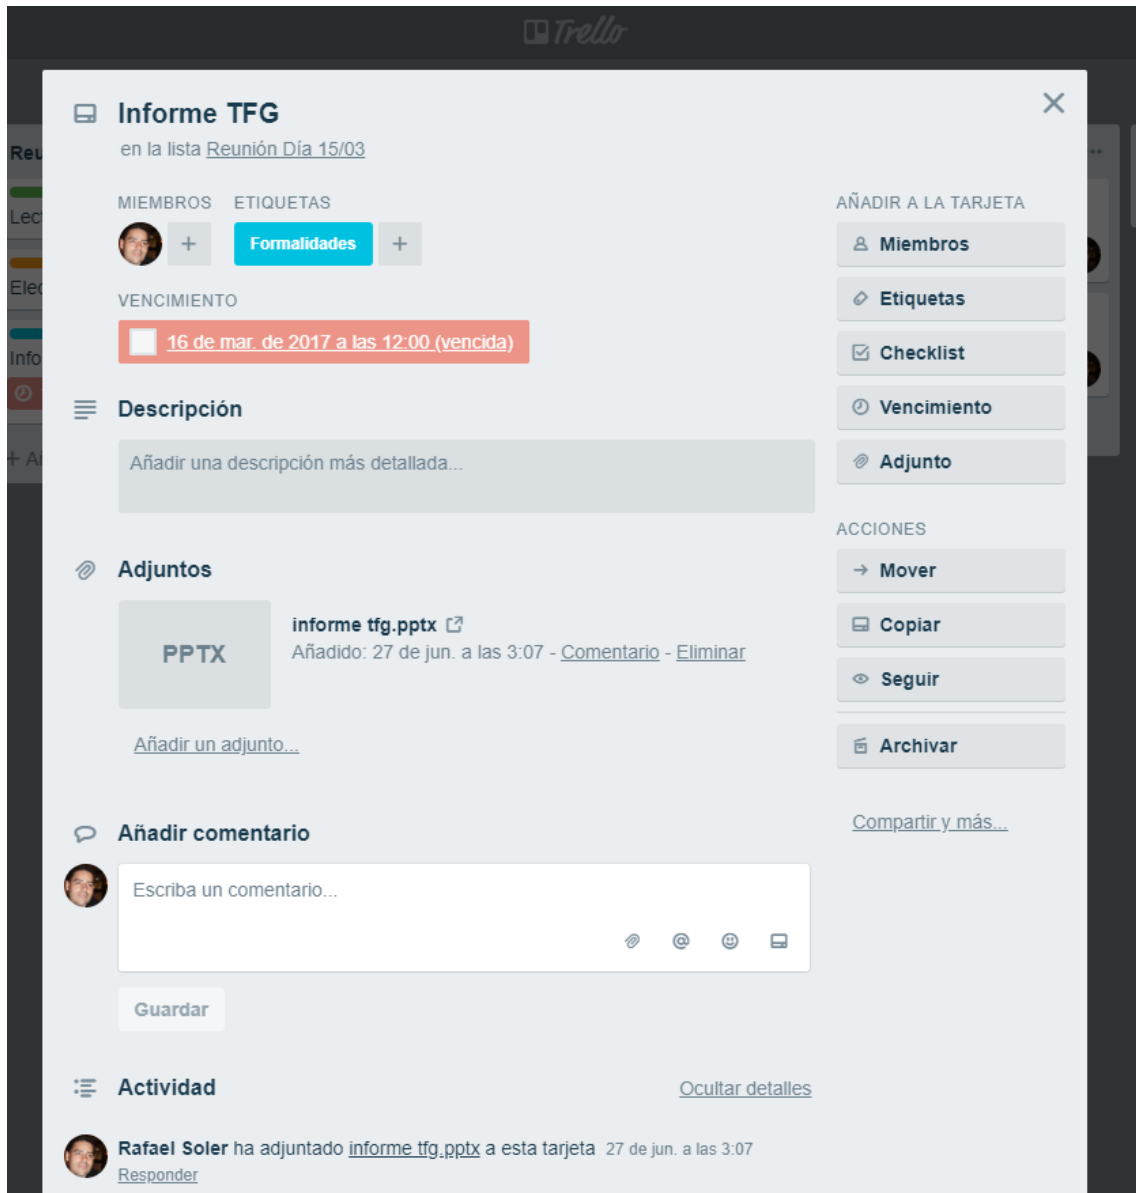 Trello
Informe TFG
en la lista Reunión Día 15/03
MIEMBROS ETIQUETAS
+ Formalidades +
VENCIMIENTO
16 de mar. de 2017 a las 12:00 (vencida)
Descripción
Añadir una descripción más detallada...
Adjuntos
PPTX
informe tfg.pptx
Añadido: 27 de jun. a las 3:07 - Comentario - Eliminar
Añadir un adjunto...
Añadir comentario
Escriba un comentario...
Guardar
Actividad Ocultar detalles
Rafael Soler ha adjuntado informe tfg.pptx a esta tarjeta 27 de jun. a las 3:07
Responder
AÑADIR A LA TARJETA
Miembros
Etiquetas
Checklist
Vencimiento
Adjunto
ACCIONES
Mover
Copiar
Seguir
Archivar
Compartir y más...